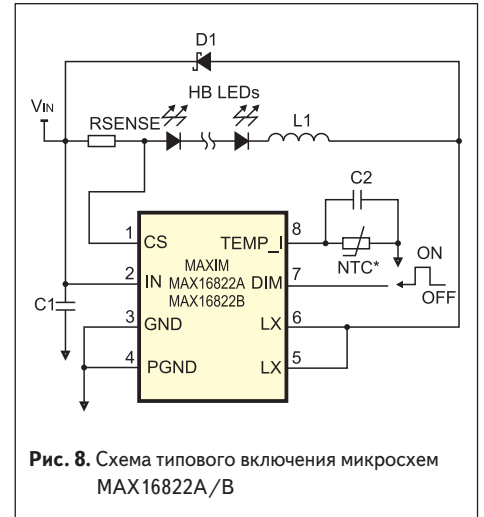 D1
VIN
HB LEDs
RSENSE
L1
C2
1
CS
TEMP_I
8
NTC*
MAXIM
MAX16822A
MAX16822B
2
IN
DIM
7
ON
OFF
C1
3
GND
LX
6
4
PGND
LX
5
Рис. 8. Схема типового включения микросхем
MAX16822A/B